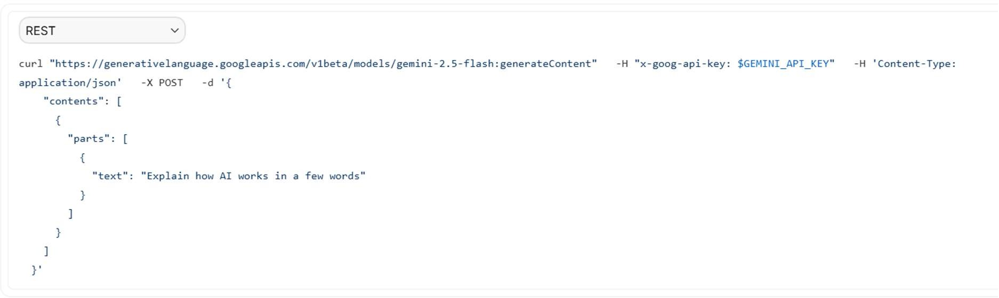 REST
curl "https://generativelanguage.googleapis.com/v1beta/models/gemini-2.5-flash:generateContent"   -H "x-goog-api-key: $GEMINI_API_KEY"   -H 'Content-Type:
application/json'   -X POST   -d '{
    "contents": [
      {
        "parts": [
          {
            "text": "Explain how AI works in a few words"
          }
        ]
      }
    ]
  }'